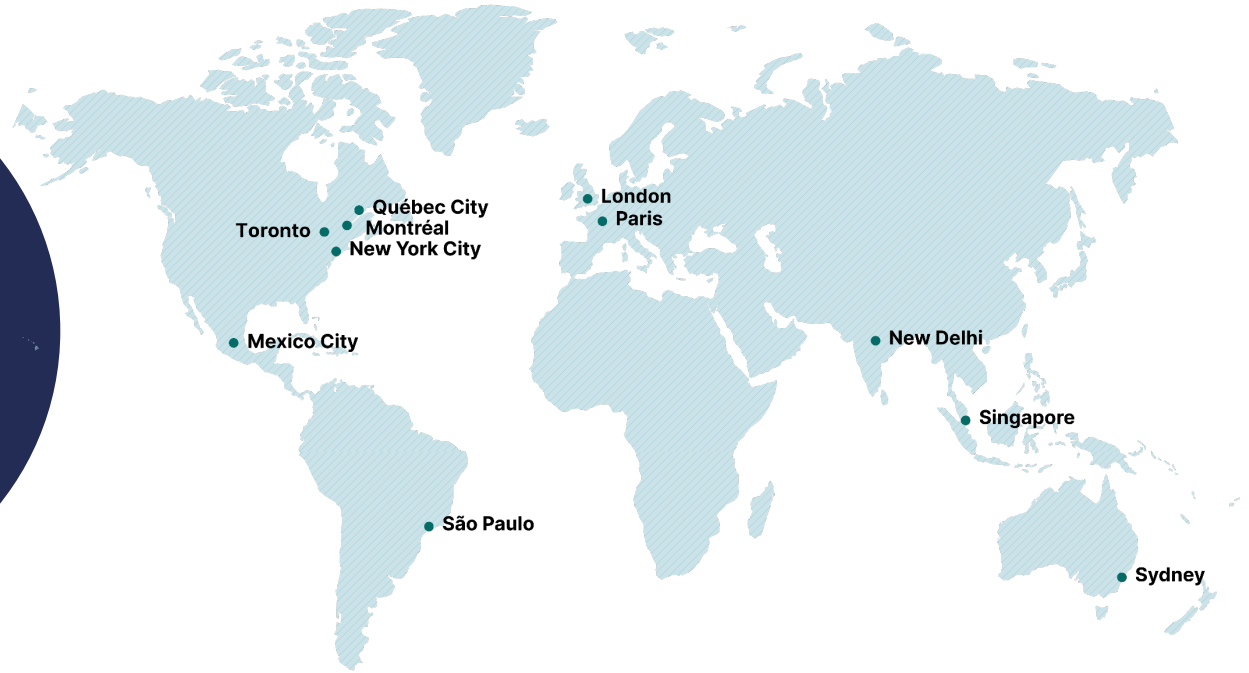 London
Québec City
Paris
Montréal
Toronto
New York City
New Delhi
Mexico City
Singapore
São Paulo
Sydney